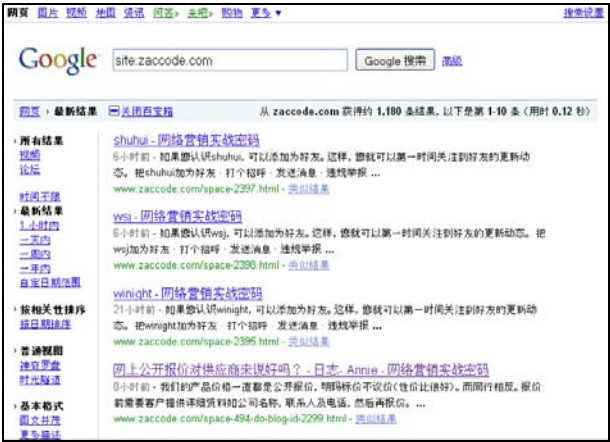 网页 图片 视频 地图 资讯 问答» 来吧» 购物 更多 ▼ 搜索设置
Google site:zaccode.com Google 搜索 高级
网页 › 最新结果 关闭百宝箱 从 zaccode.com 获得约 1,180 条结果,以下是第 1-10 条 (用时 0.12 秒)
› 所有结果
视频
论坛
时间不限
› 最新结果
1 小时内
一天内
一周内
一年内
自定日期范围
› 按相关性排序
按日期排序
› 普通视图
神奇罗盘
时光隧道
› 基本格式
图文并茂
更多描述
shuhui - 网络营销实战密码
6小时前 - 如果您认识shuhui, 可以添加为好友。这样, 您就可以第一时间关注到好友的更新动
态。 把shuhui加为好友 · 打个招呼 · 发送消息 · 违规举报 ...
www.zaccode.com/space-2397.html - 类似结果
wsj - 网络营销实战密码
6小时前 - 如果您认识wsj, 可以添加为好友。这样, 您就可以第一时间关注到好友的更新动态。 把
wsj加为好友 · 打个招呼 · 发送消息 · 违规举报 ...
www.zaccode.com/space-2398.html - 类似结果
winight - 网络营销实战密码
21小时前 - 如果您认识winight, 可以添加为好友。这样, 您就可以第一时间关注到好友的更新动
态。 把winight加为好友 · 打个招呼 · 发送消息 · 违规举报 ...
www.zaccode.com/space-2395.html - 类似结果
网上公开报价对供应商来说好吗？ - 日志- Annie - 网络营销实战密码
8小时前 - 我们的产品价格一直都是公开报价, 明码标价不议价(性价比很好)。而同行相反。报价
前需要客户提供详细资料如公司名称, 联系人及电话, 然后再报价。 ...
www.zaccode.com/space-494-do-blog-id-2299.html - 类似结果